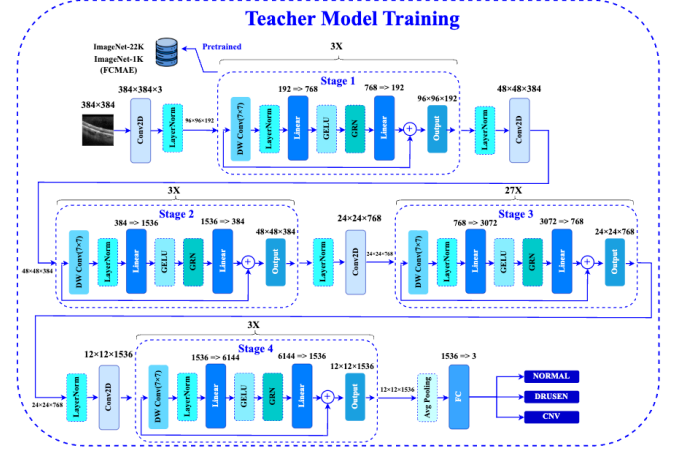 Teacher Model Training
ImageNet-22K
ImageNet-1K
(FCMAE)
Pretrained
3X
Stage 1
384×384
384×384×3
Conv2D
LayerNorm
96×96×192
DW Conv(7×7)
LayerNorm
192 => 768
Linear
GELU
GRN
768 => 192
Linear
+
96×96×192
Output
LayerNorm
48×48×384
Conv2D
3X
Stage 2
48×48×384
DW Conv(7×7)
LayerNorm
384 => 1536
Linear
GELU
GRN
1536 => 384
Linear
+
48×48×384
Output
LayerNorm
24×24×768
Conv2D
24×24×768
27X
Stage 3
DW Conv(7×7)
LayerNorm
768 => 3072
Linear
GELU
GRN
3072 => 768
Linear
+
24×24×768
Output
24×24×768
LayerNorm
12×12×1536
Conv2D
3X
Stage 4
DW Conv(7×7)
LayerNorm
1536 => 6144
Linear
GELU
GRN
6144 => 1536
Linear
+
12×12×1536
Output
12×12×1536
Avg Pooling
1536 => 3
FC
NORMAL
DRUSEN
CNV